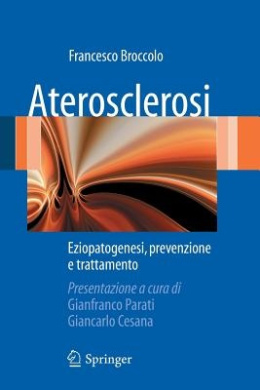 Francesco Broccolo
Aterosclerosi
Eziopatogenesi, prevenzione
e trattamento
Presentazione a cura di
Gianfranco Parati
Giancarlo Cesana
Springer